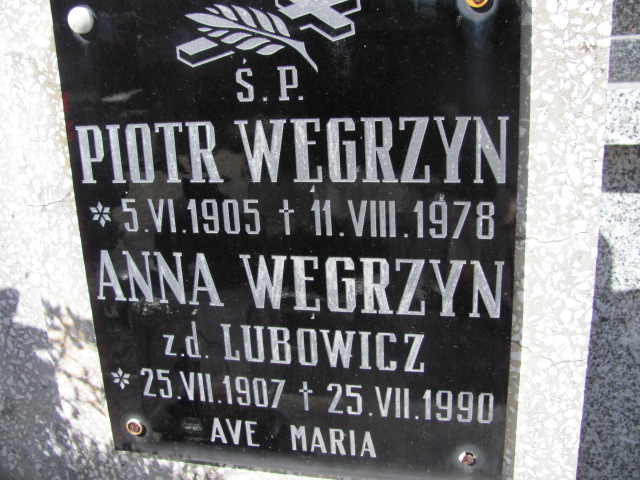 Ś.P.
PIOTR WĘGRZYN
* 5.VI.1905 † 11.VIII.1978
ANNA WĘGRZYN
z.d. LUBOWICZ
* 25.VII.1907 † 25.VII.1990
AVE MARIA